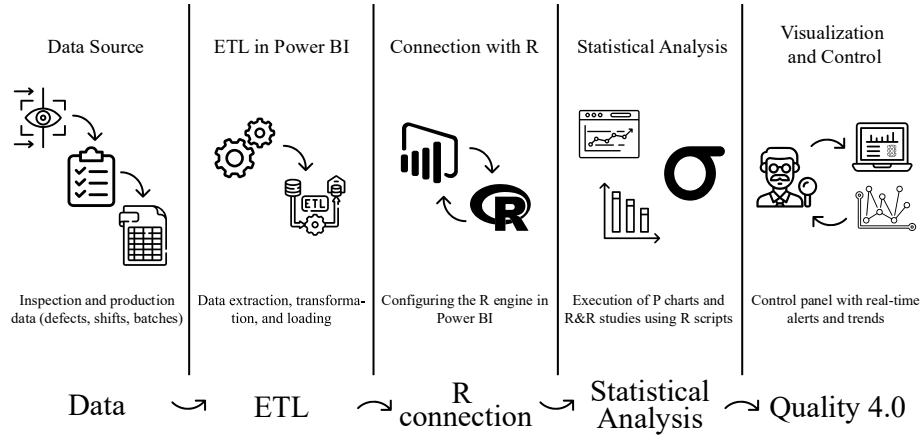 Data Source
ETL in Power BI
Connection with R
Statistical Analysis
Visualization
and Control
ETL
R
Inspection and production
data (defects, shifts, batches)
Data extraction, transforma-
tion, and loading
Configuring the R engine in
Power BI
Execution of P charts and
R&R studies using R scripts
Control panel with real-time
alerts and trends
Data
ETL
R
connection
Statistical
Analysis
Quality 4.0